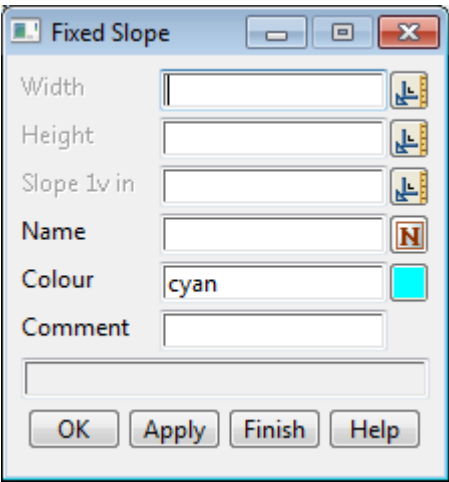 Fixed Slope
Width
Height
Slope 1v in
Name N
Colour cyan
Comment
OK Apply Finish Help